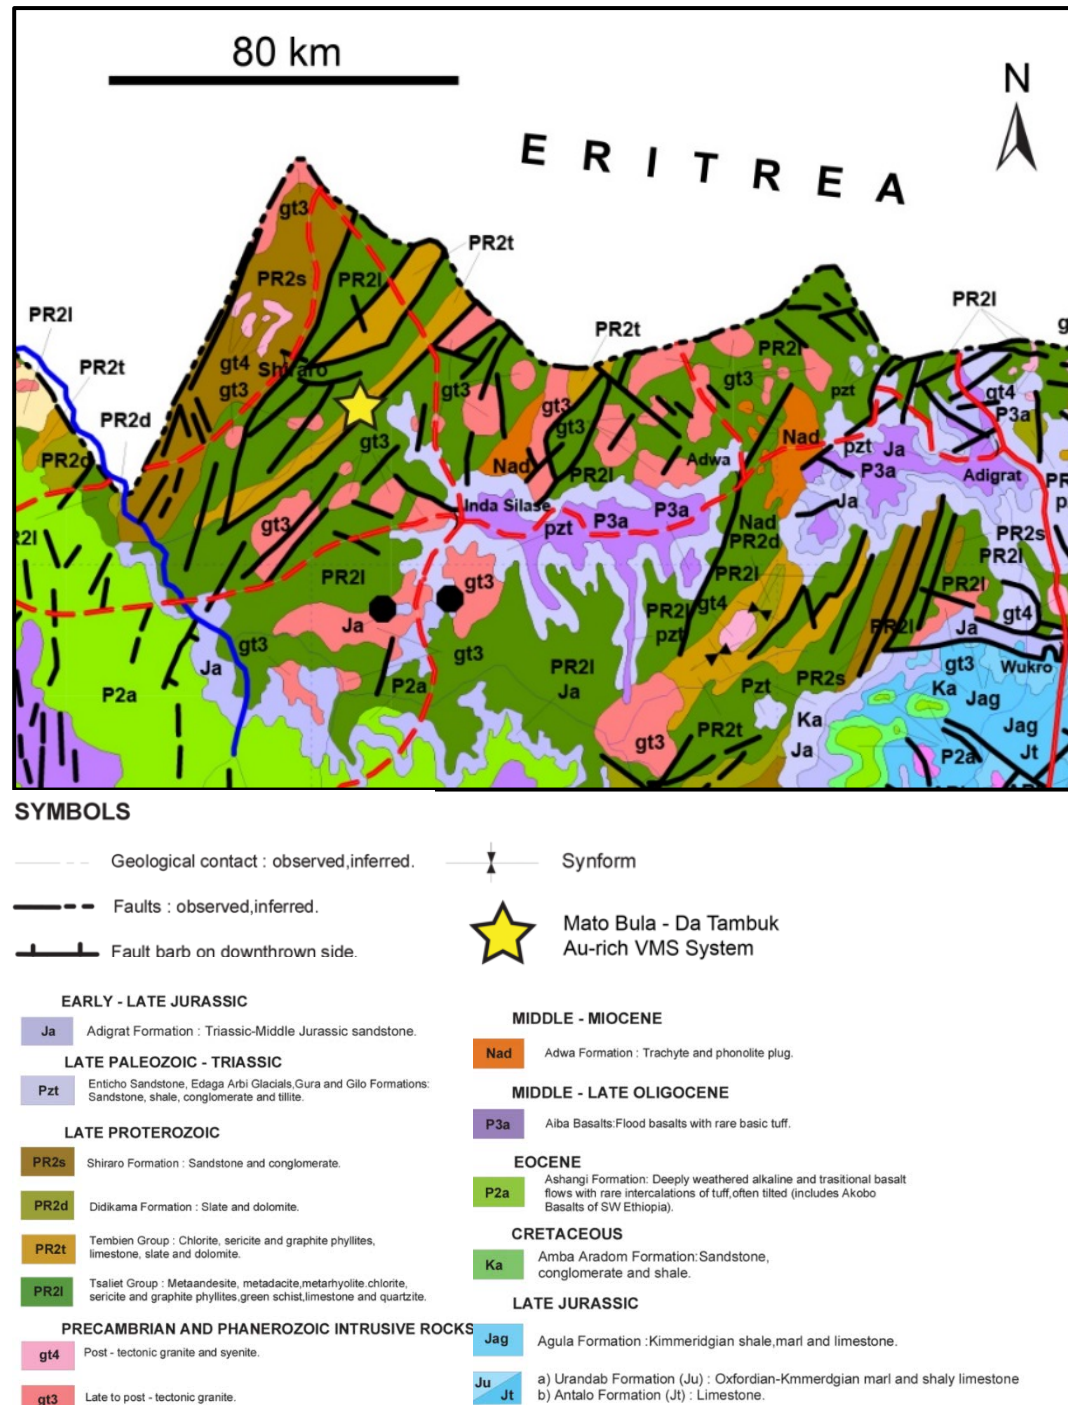 80 km
N
ERITREA
gt3
PR2t
PR2s
PR2l
PR2l
PR2l
PR2t
PR2t
gt4
Shiraro
gt3
PR2d
PR2d
gt3
gt3
gt3
gt3
PR2l
gt3
pzt
gt4
P3a
Nad
Nad
Adwa
PR2l
pzt
Ja
P3a
Adigrat
Inda Silase
P3a
P3a
pzt
Ja
Nad
PR2d
PR2s
PR2l
PR2l
gt3
PR2l
gt3
PR2l
gt4
PR2l
pzt
gt4
Ja
Ja
gt3
gt3
Ja
P2a
P2a
PR2l
Ja
Pzt
PR2s
gt3
Wukro
Ka
Jag
Ka
Jag
PR2t
gt3
Ja
P2a
Jt
SYMBOLS
Geological contact : observed,inferred.
Faults : observed,inferred.
Fault barb on downthrown side.
Synform
Mato Bula - Da Tambuk
Au-rich VMS System
EARLY - LATE JURASSIC
Ja Adigrat Formation : Triassic-Middle Jurassic sandstone.
LATE PALEOZOIC - TRIASSIC
Pzt Enticho Sandstone, Edaga Arbi Glacials,Gura and Gilo Formations:
Sandstone, shale, conglomerate and tillite.
LATE PROTEROZOIC
PR2s Shiraro Formation : Sandstone and conglomerate.
PR2d Didikama Formation : Slate and dolomite.
PR2t Tembien Group : Chlorite, sericite and graphite phyllites,
limestone, slate and dolomite.
PR2l Tsaliet Group : Metaandesite, metadacite,metarhyolite.chlorite,
sericite and graphite phyllites,green schist,limestone and quartzite.
PRECAMBRIAN AND PHANEROZOIC INTRUSIVE ROCKS
gt4 Post - tectonic granite and syenite.
gt3 Late to post - tectonic granite.
MIDDLE - MIOCENE
Nad Adwa Formation : Trachyte and phonolite plug.
MIDDLE - LATE OLIGOCENE
P3a Aiba Basalts:Flood basalts with rare basic tuff.
EOCENE
P2a Ashangi Formation: Deeply weathered alkaline and trasitional basalt
flows with rare intercalations of tuff,often tilted (includes Akobo
Basalts of SW Ethiopia).
CRETACEOUS
Ka Amba Aradom Formation:Sandstone,
conglomerate and shale.
LATE JURASSIC
Jag Agula Formation :Kimmeridgian shale,marl and limestone.
Ju a) Urandab Formation (Ju) : Oxfordian-Kmmerdgian marl and shaly limestone
Jt b) Antalo Formation (Jt) : Limestone.